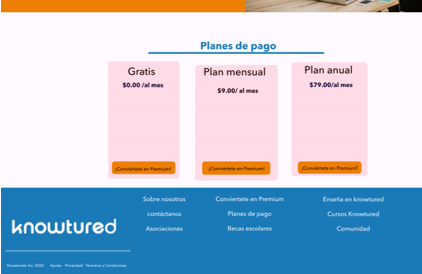 Planes de pago
Gratis
$0.00 /al mes
¡Conviértete en Premium!
Plan mensual
$9.00/ al mes
¡Conviértete en Premium!
Plan anual
$79.00/al mes
¡Conviértete en Premium!
Sobre nosotros
contáctanos
Asociaciones
Conviertete en Premium
Planes de pago
Becas escolares
Enseña en knowtured
Cursos Knowtured
Comunidad
knowtured
Knowtured, Inc. 2023 Ayuda Privacidad Términos y Condiciones